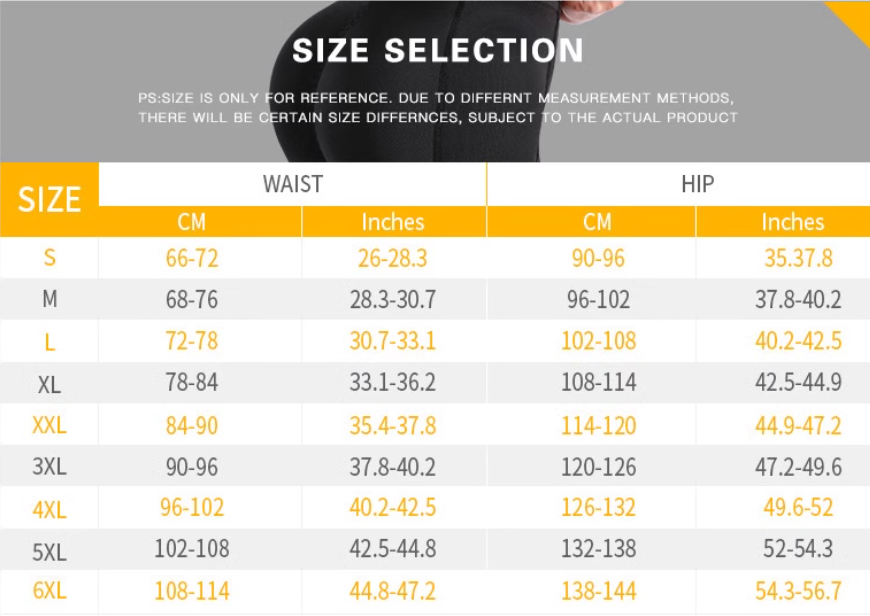 SIZE SELECTION
PS:SIZE IS ONLY FOR REFERENCE. DUE TO DIFFERNT MEASUREMENT METHODS,
THERE WILL BE CERTAIN SIZE DIFFERNCES, SUBJECT TO THE ACTUAL PRODUCT
SIZE WAIST HIP
CM Inches CM Inches
S 66-72 26-28.3 90-96 35.37.8
M 68-76 28.3-30.7 96-102 37.8-40.2
L 72-78 30.7-33.1 102-108 40.2-42.5
XL 78-84 33.1-36.2 108-114 42.5-44.9
XXL 84-90 35.4-37.8 114-120 44.9-47.2
3XL 90-96 37.8-40.2 120-126 47.2-49.6
4XL 96-102 40.2-42.5 126-132 49.6-52
5XL 102-108 42.5-44.8 132-138 52-54.3
6XL 108-114 44.8-47.2 138-144 54.3-56.7